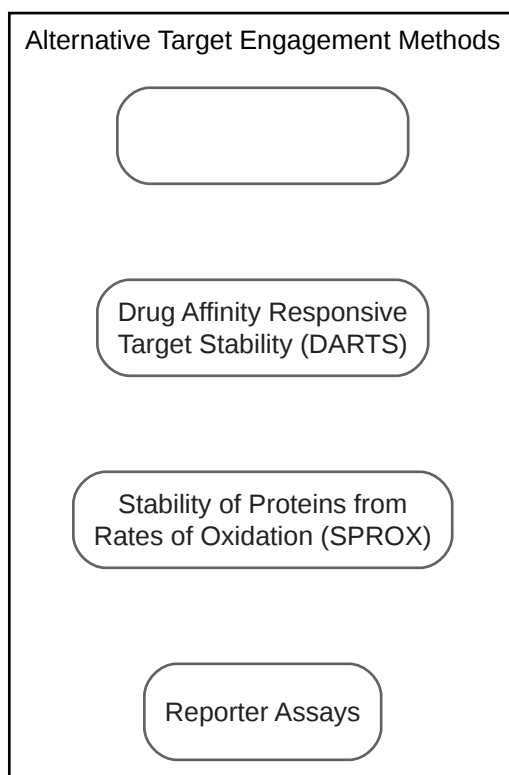 Alternative Target Engagement Methods
Drug Affinity Responsive
Target Stability (DARTS)
Stability of Proteins from
Rates of Oxidation (SPROX)
Reporter Assays